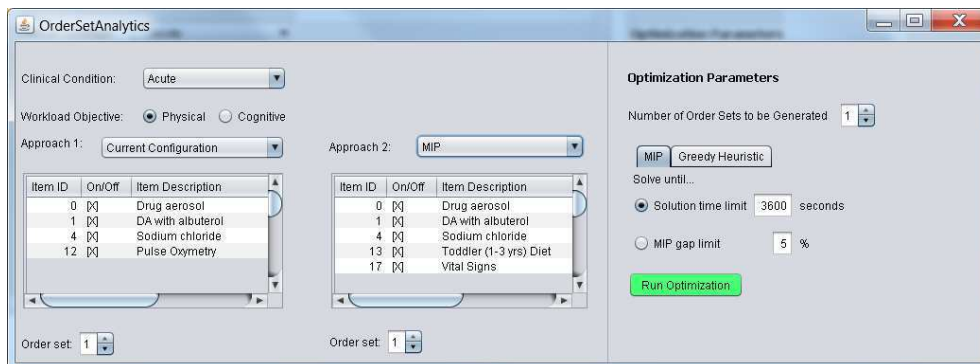 OrderSetAnalytics
Clinical Condition: Acute
Workload Objective: Physical Cognitive
Approach 1: Current Configuration
Item ID On/Off Item Description
0 [X] Drug aerosol
1 [X] DA with albuterol
4 [X] Sodium chloride
12 [X] Pulse Oxymetry
Order set: 1
Approach 2: MIP
Item ID On/Off Item Description
0 [X] Drug aerosol
1 [X] DA with albuterol
4 [X] Sodium chloride
13 [X] Toddler (1-3 yrs) Diet
17 [X] Vital Signs
Order set: 1
Optimization Parameters
Number of Order Sets to be Generated 1
MIP Greedy Heuristic
Solve until...
Solution time limit 3600 seconds
MIP gap limit 5 %
Run Optimization